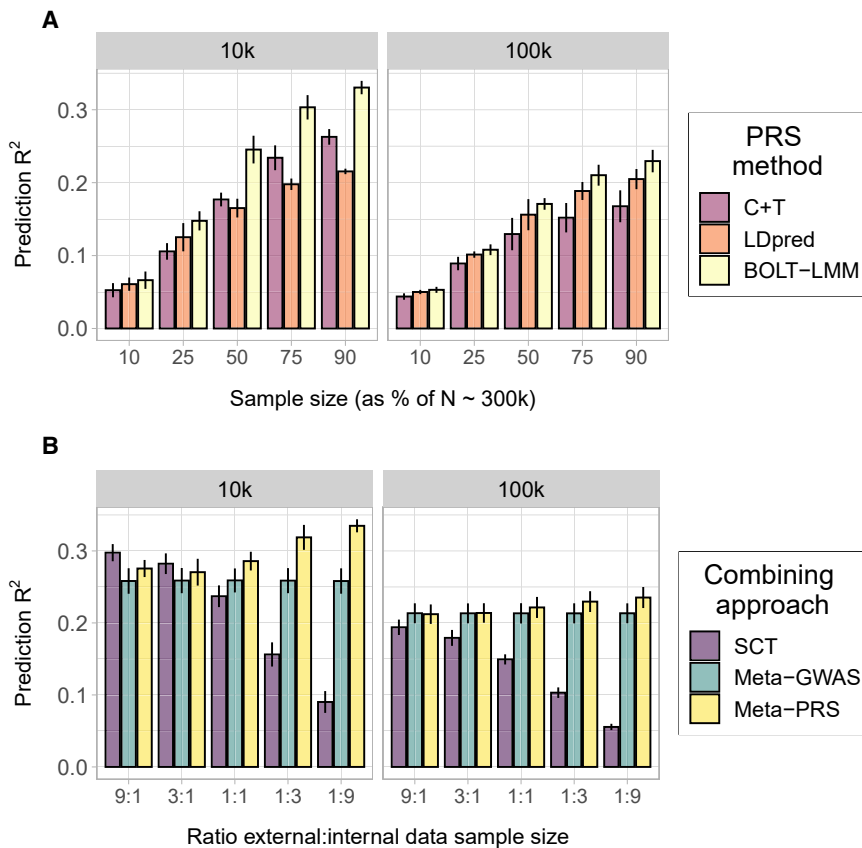 A
10k
100k
Prediction R²
0.3
0.2
0.1
0.0
10
25
50
75
90
10
25
50
75
90
Sample size (as % of N ~ 300k)
PRS
method
C+T
LDpred
BOLT−LMM
B
10k
100k
Prediction R²
0.3
0.2
0.1
0.0
9:1
3:1
1:1
1:3
1:9
9:1
3:1
1:1
1:3
1:9
Ratio external:internal data sample size
Combining
approach
SCT
Meta−GWAS
Meta−PRS